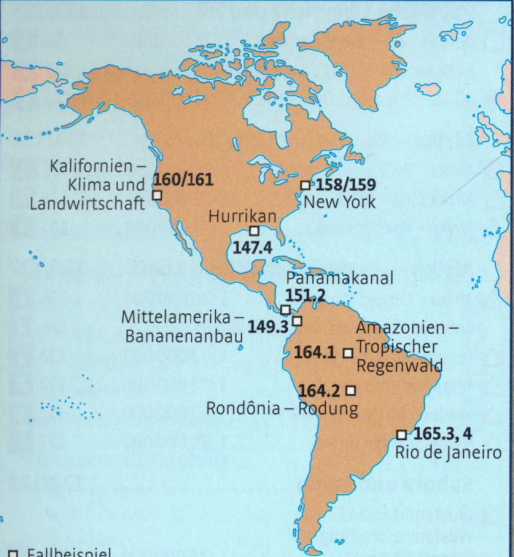 Kalifornien –
Klima und
Landwirtschaft
160/161
158/159
New York
Hurrikan
147.4
Panamakanal
151.2
Mittelamerika –
Bananenanbau
149.3
Amazonien –
Tropischer
Regenwald
164.1
164.2
Rondônia – Rodung
165.3, 4
Rio de Janeiro
Fallbeispiel